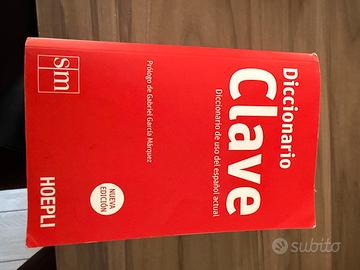 sm
Diccionario
Clave
Diccionario de uso del español actual
Prólogo de Gabriel García Márquez
NUEVA
EDICIÓN
HOEPLI
subito